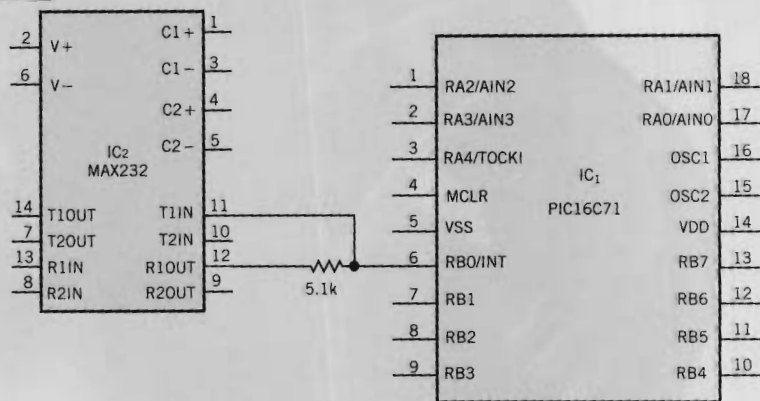 2 V+
6 V-
C1+ 1
C1- 3
C2+ 4
C2- 5
IC2
MAX232
14 T1OUT
7 T2OUT
13 R1IN
8 R2IN
T1IN 11
T2IN 10
R1OUT 12
R2OUT 9
5.1k
1 RA2/AIN2
2 RA3/AIN3
3 RA4/TOCKI
4 MCLR
5 VSS
6 RB0/INT
7 RB1
8 RB2
9 RB3
IC1
PIC16C71
RA1/AIN1 18
RA0/AIN0 17
OSC1 16
OSC2 15
VDD 14
RB7 13
RB6 12
RB5 11
RB4 10